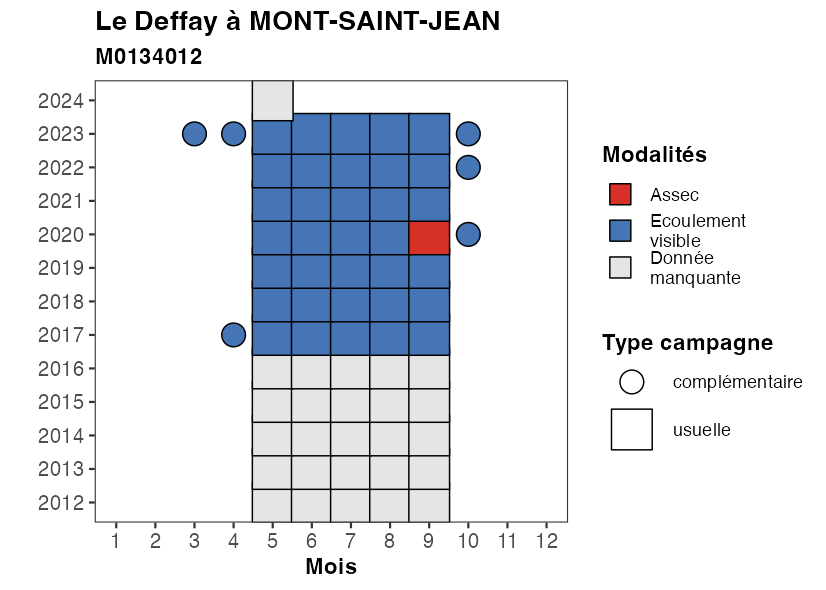 Le Deffay à MONT-SAINT-JEAN
M0134012
2024
2023
2022
2021
2020
2019
2018
2017
2016
2015
2014
2013
2012
1 2 3 4 5 6 7 8 9 10 11 12
Mois
Modalités
Assec
Ecoulement
visible
Donnée
manquante
Type campagne
complémentaire
usuelle